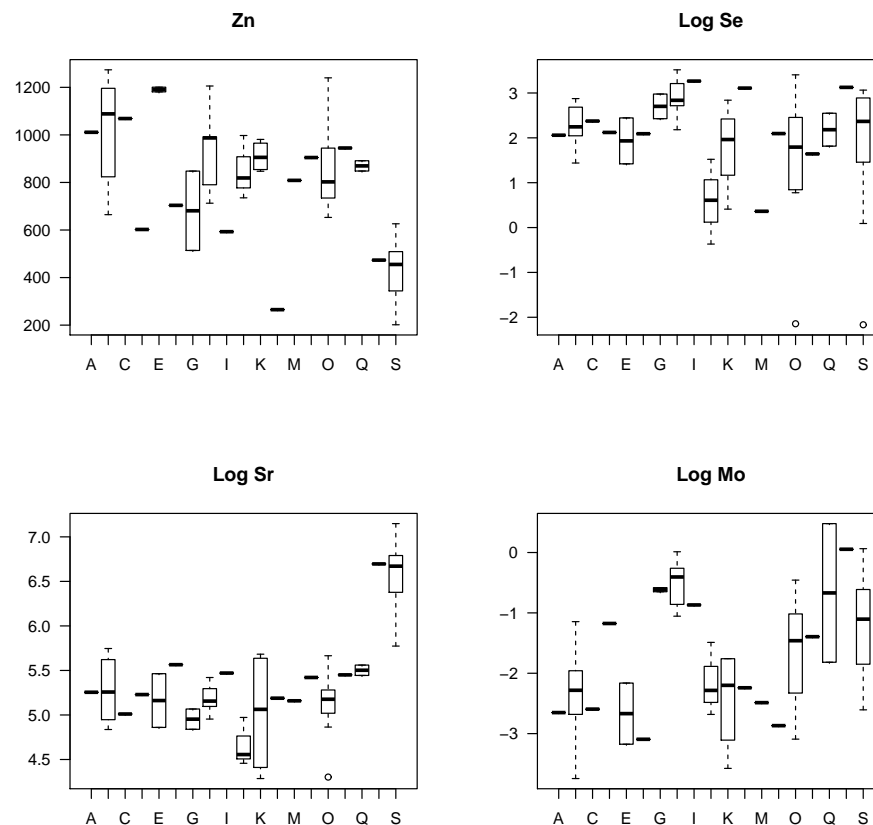 Zn
1200
1000
800
600
400
200
A C E G I K M O Q S
Log Se
3
2
1
0
−1
−2
A C E G I K M O Q S
Log Sr
7.0
6.5
6.0
5.5
5.0
4.5
A C E G I K M O Q S
Log Mo
0
−1
−2
−3
A C E G I K M O Q S